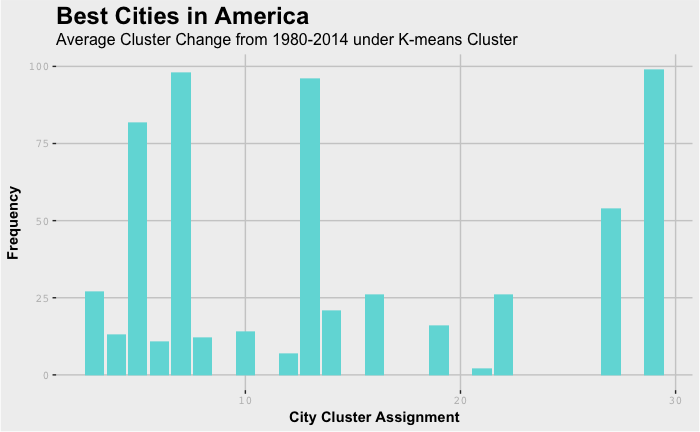 Best Cities in America
Average Cluster Change from 1980-2014 under K-means Cluster
100
75
50
25
0
Frequency
10
20
30
City Cluster Assignment